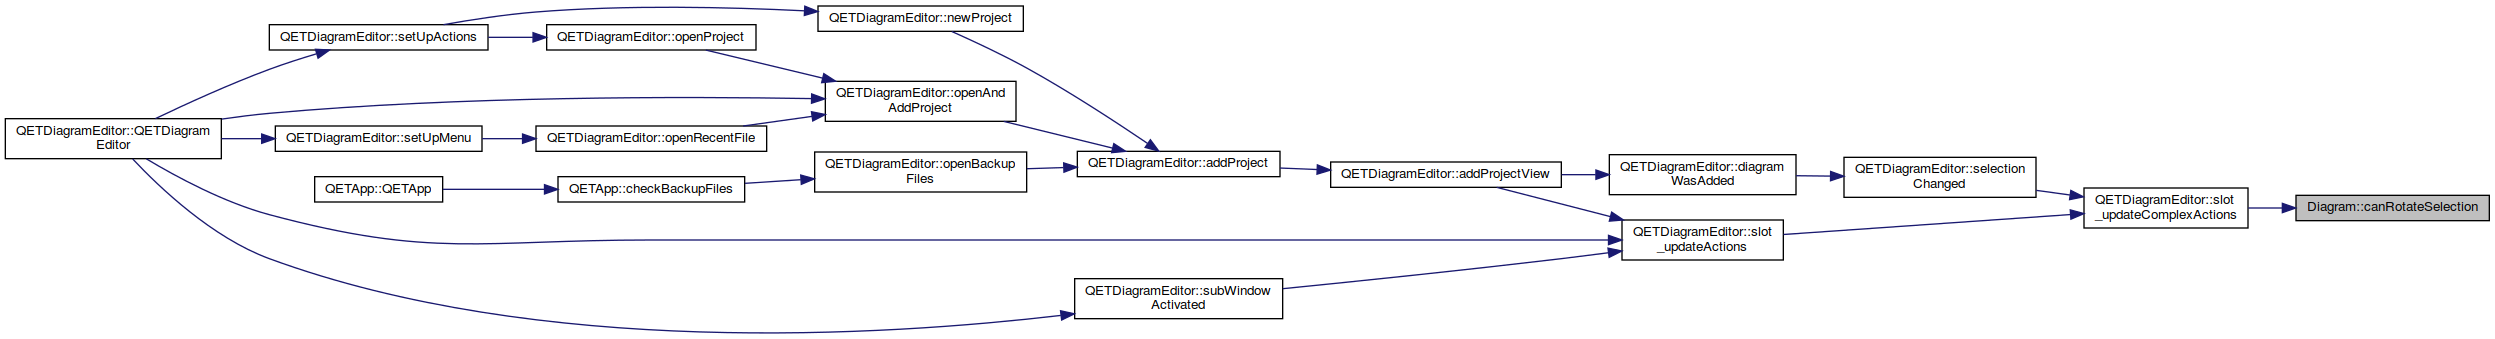 QETDiagramEditor::QETDiagram
Editor
QETDiagramEditor::setUpActions
QETDiagramEditor::setUpMenu
QETApp::QETApp
QETDiagramEditor::openProject
QETDiagramEditor::openRecentFile
QETApp::checkBackupFiles
QETDiagramEditor::newProject
QETDiagramEditor::openAnd
AddProject
QETDiagramEditor::openBackup
Files
QETDiagramEditor::addProject
QETDiagramEditor::subWindow
Activated
QETDiagramEditor::addProjectView
QETDiagramEditor::diagram
WasAdded
QETDiagramEditor::slot
_updateActions
QETDiagramEditor::selection
Changed
QETDiagramEditor::slot
_updateComplexActions
Diagram::canRotateSelection